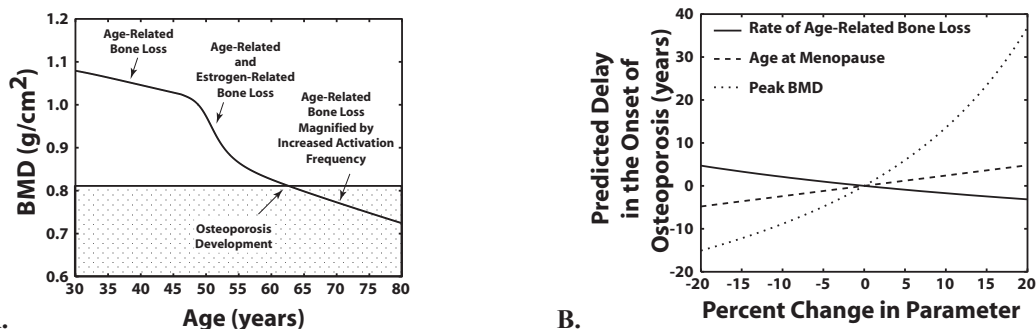 1.2
1.1
1.0
0.9
0.8
0.7
0.6
BMD (g/cm2)
Age-Related
Bone Loss
Age-Related
and
Estrogen-Related
Bone Loss
Age-Related
Bone Loss
Magnified by
Increased Activation
Frequency
Osteoporosis
Development
30 35 40 45 50 55 60 65 70 75 80
Age (years)
Predicted Delay
in the Onset of
Osteoporosis (years)
40
30
20
10
0
-10
-20
Rate of Age-Related Bone Loss
Age at Menopause
Peak BMD
-20 -15 -10 -5 0 5 10 15 20
Percent Change in Parameter
B.